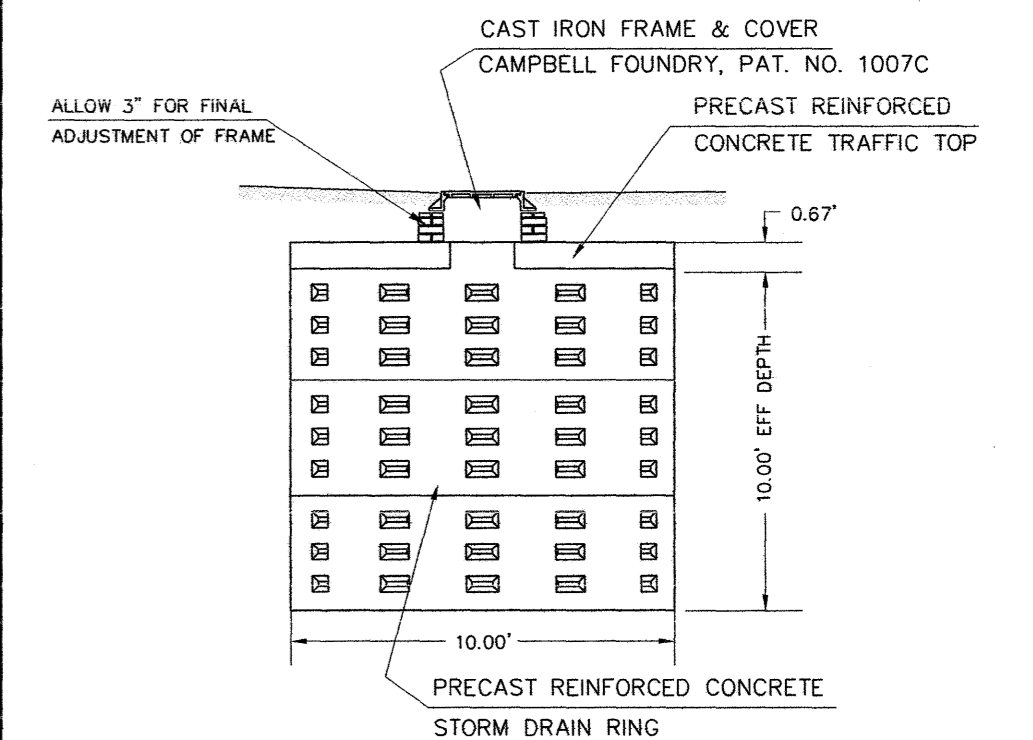 CAST IRON FRAME & COVER
CAMPBELL FOUNDRY, PAT. NO. 1007C
ALLOW 3" FOR FINAL
ADJUSTMENT OF FRAME
PRECAST REINFORCED
CONCRETE TRAFFIC TOP
0.67'
10.00' EFF DEPTH
10.00'
PRECAST REINFORCED CONCRETE
STORM DRAIN RING